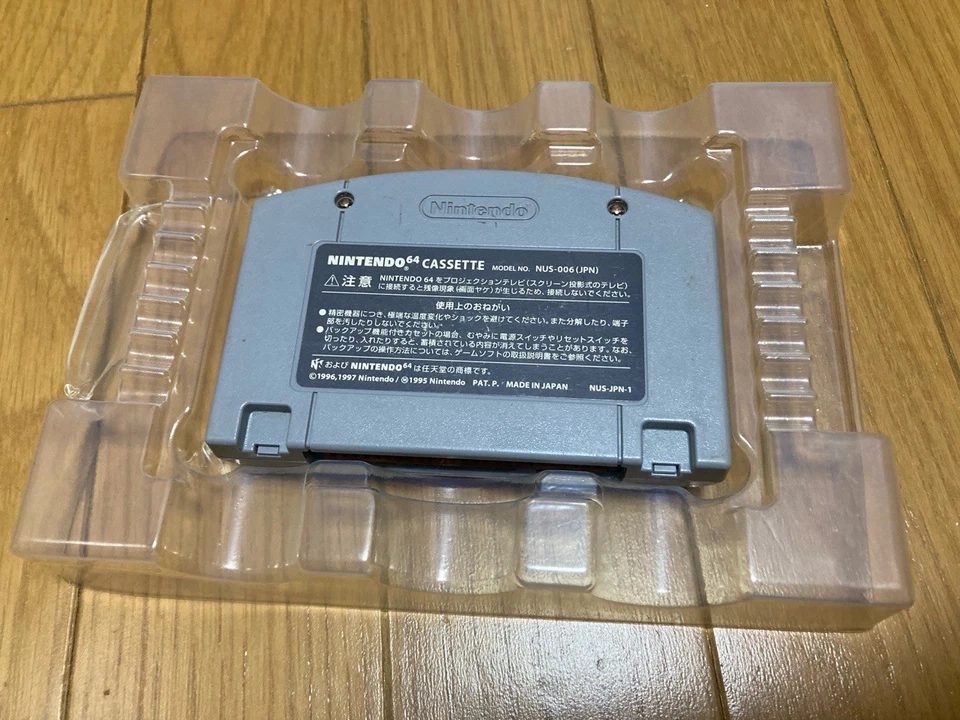 Nintendo
NINTENDO64 CASSETTE MODEL NO. NUS-006(JPN)
⚠注意 NINTENDO 64をプロジェクションテレビ(スクリーン投影式のテレビ)
に接続すると残像現象(画面ヤケ)が生じるため、接続しないでください。
使用上のおねがい
●精密機器につき、極端な温度変化やショックを避けてください。また分解したり、端子
部を汚したりしないでください。
●バックアップ機能付きカセットの場合、むやみに電源スイッチやリセットスイッチを
切ったり、入れたりすると、蓄積されている内容が消えてしまうことがあります。なお、
バックアップの操作方法については、ゲームソフトの取扱説明書をご参照ください。
および NINTENDO64 は任天堂の商標です。
©1996,1997 Nintendo / Ⓜ1995 Nintendo PAT. P. MADE IN JAPAN NUS-JPN-1